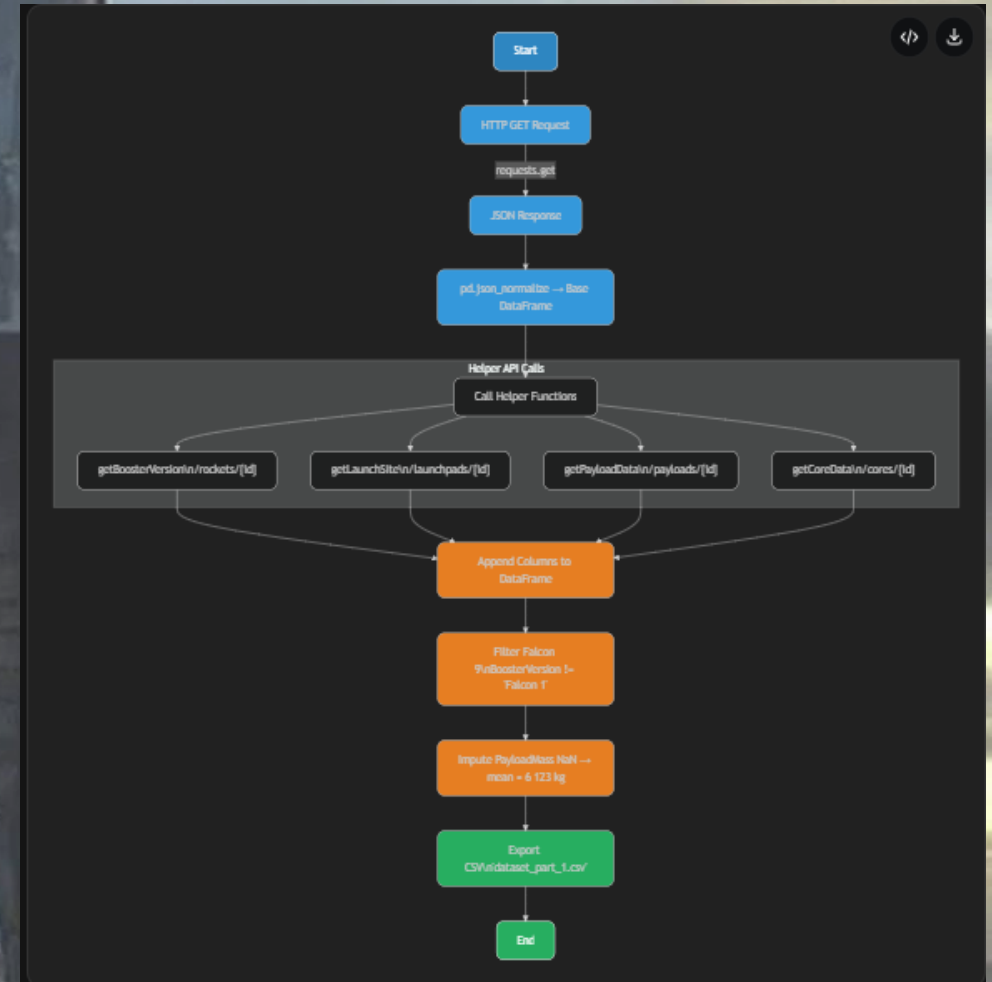 </>
Start
HTTP GET Request
requests.get
JSON Response
pd.json_normalize → Base
DataFrame
Helper API Calls
Call Helper Functions
getBoosterVersion\n/rockets/[id]
getLaunchSite\n/launchpads/[id]
getPayloadData\n/payloads/[id]
getCoreData\n/cores/[id]
Append Columns to
DataFrame
Filter Falcon
9\nBoosterVersion !=
'Falcon 1'
Impute PayloadMass NaN →
mean = 6 123 kg
Export
CSV\n'dataset_part_1.csv'
End